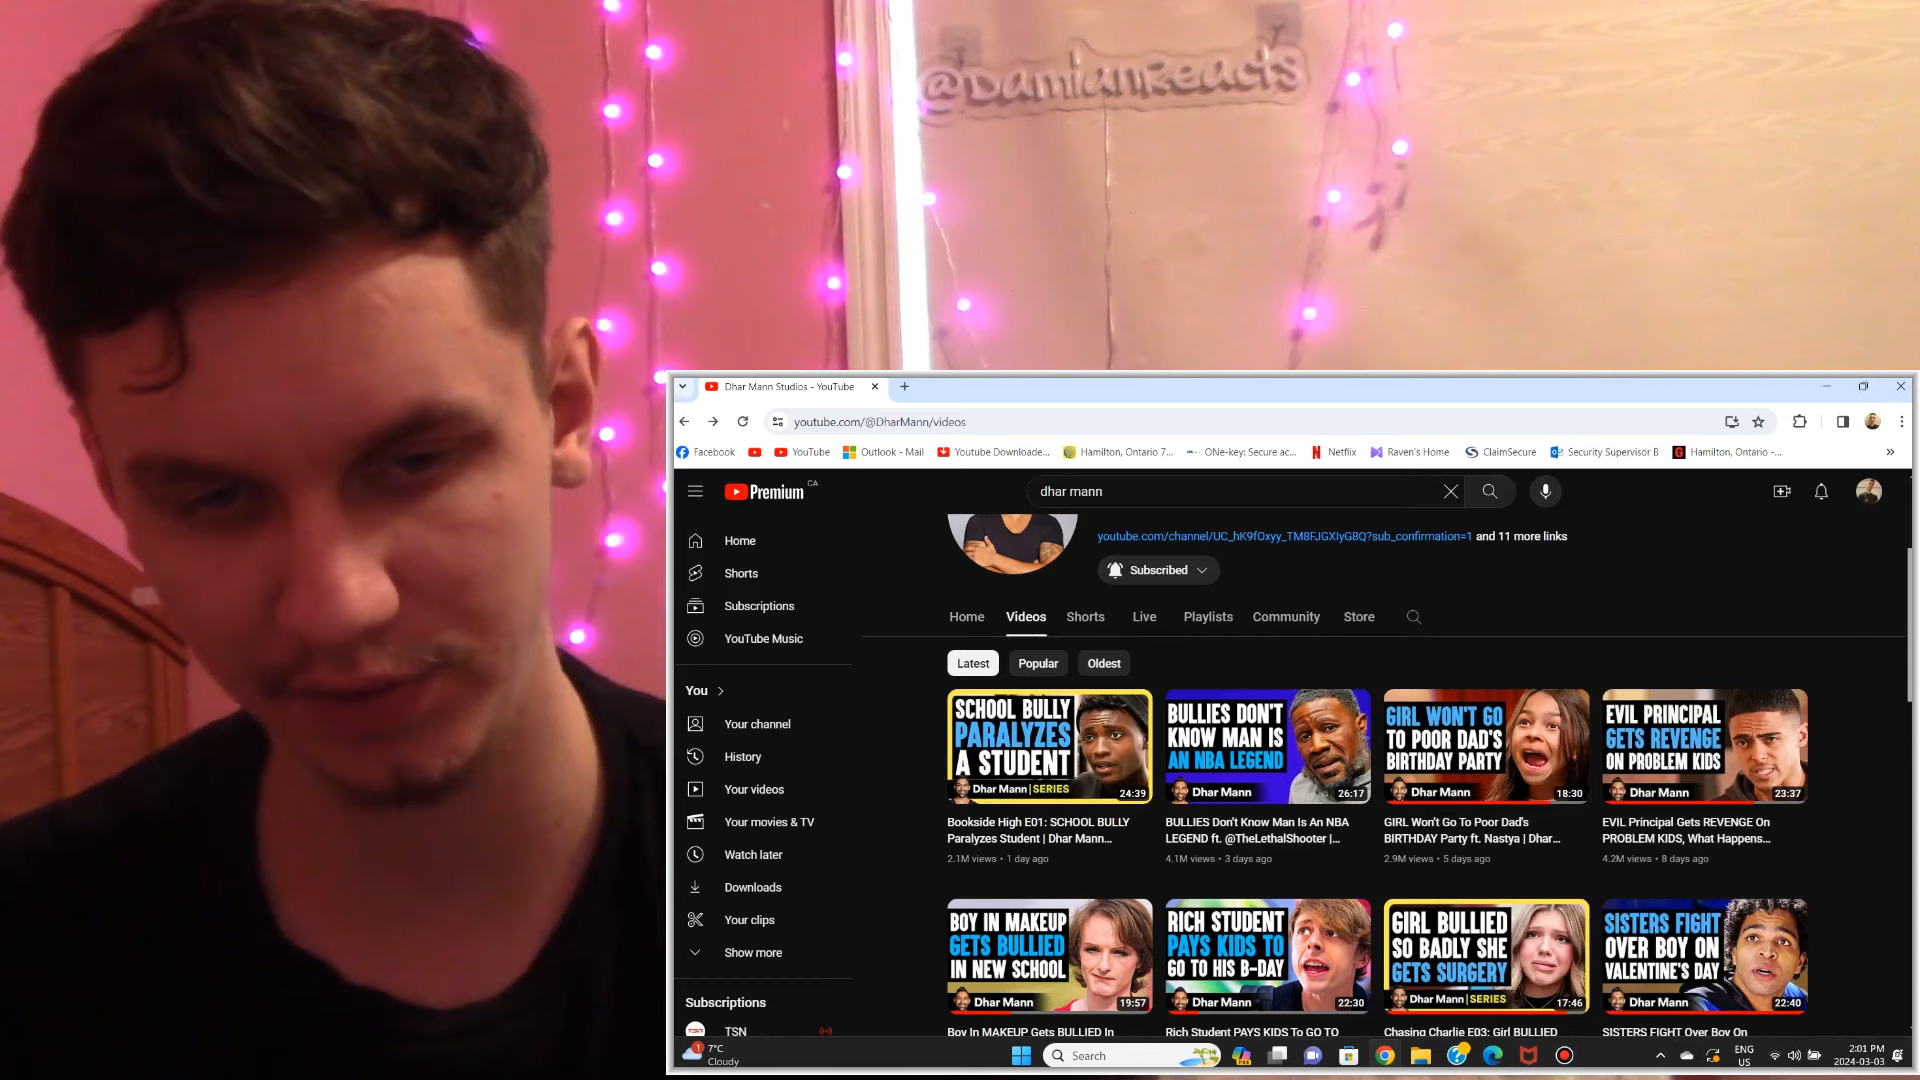 @DamianReacts
Dhar Mann Studios - YouTube
youtube.com/@DharMann/videos
Facebook
YouTube
Outlook - Mail
Youtube Downloade...
Hamilton, Ontario 7...
ONe-key: Secure ac...
Netflix
Raven's Home
ClaimSecure
Security Supervisor B
Hamilton, Ontario -...
»
Premium CA
dhar mann
youtube.com/channel/UC_hK9fOxyy_TM8FJGXIyG8Q?sub_confirmation=1 and 11 more links
Subscribed
Home
Shorts
Subscriptions
YouTube Music
You
Your channel
History
Your videos
Your movies & TV
Watch later
Downloads
Your clips
Show more
Subscriptions
TSN
Home Videos Shorts Live Playlists Community Store
Latest Popular Oldest
SCHOOL BULLY
PARALYZES
A STUDENT
Dhar Mann | SERIES
24:39
Bookside High E01: SCHOOL BULLY
Paralyzes Student | Dhar Mann...
2.1M views • 1 day ago
BULLIES DON'T
KNOW MAN IS
AN NBA LEGEND
Dhar Mann
26:17
BULLIES Don't Know Man Is An NBA
LEGEND ft. @TheLethalShooter |...
4.1M views • 3 days ago
GIRL WON'T GO
TO POOR DAD'S
BIRTHDAY PARTY
Dhar Mann
18:30
GIRL Won't Go To Poor Dad's
BIRTHDAY Party ft. Nastya | Dhar...
2.9M views • 5 days ago
EVIL PRINCIPAL
GETS REVENGE
ON PROBLEM KIDS
Dhar Mann
23:37
EVIL Principal Gets REVENGE On
PROBLEM KIDS, What Happens...
4.2M views • 8 days ago
BOY IN MAKEUP
GETS BULLIED
IN NEW SCHOOL
Dhar Mann
19:57
Boy In MAKEUP Gets BULLIED In
RICH STUDENT
PAYS KIDS TO
GO TO HIS B-DAY
Dhar Mann
22:30
Rich Student PAYS KIDS To GO TO
GIRL BULLIED
SO BADLY SHE
GETS SURGERY
Dhar Mann | SERIES
17:46
Chasing Charlie E03: Girl BULLIED
SISTERS FIGHT
OVER BOY ON
VALENTINE'S DAY
Dhar Mann
22:40
SISTERS FIGHT Over Boy On
1
7°C
Cloudy
Search
ENG
US
2:01 PM
2024-03-03